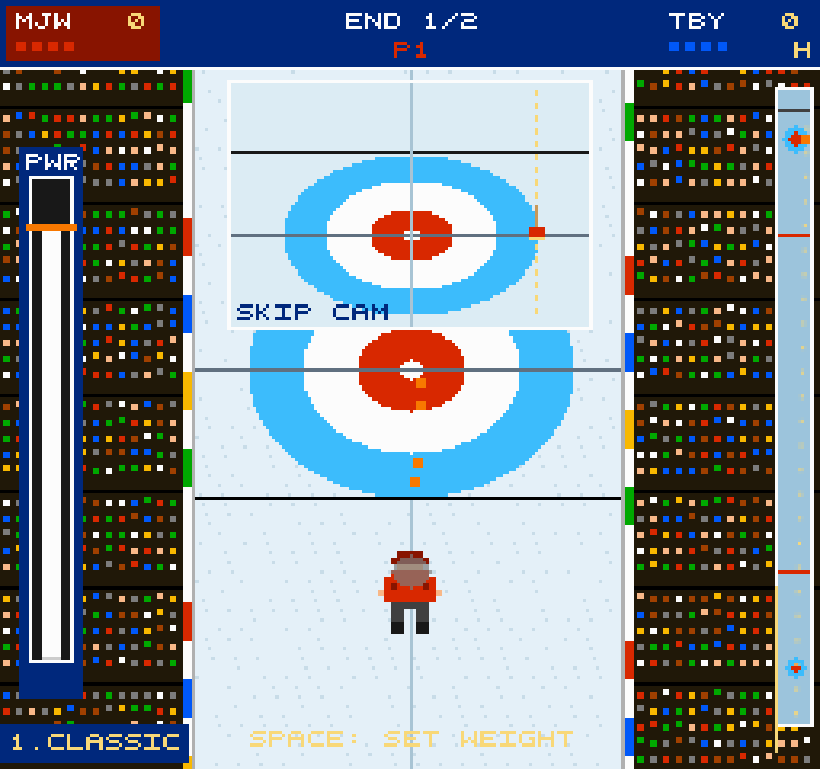 MJW 0
END 1/2
P1
TBY 0
H
PWR
SKIP CAM
1.CLASSIC
SPACE: SET WEIGHT